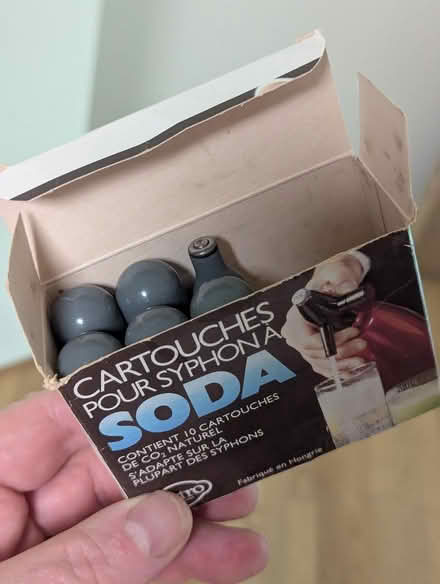 CARTOUCHES
POUR SYPHON À
SODA
CONTIENT 10 CARTOUCHES
DE CO₂ NATUREL
S'ADAPTE SUR LA
PLUPART DES SYPHONS
Fabriqué en Hongrie